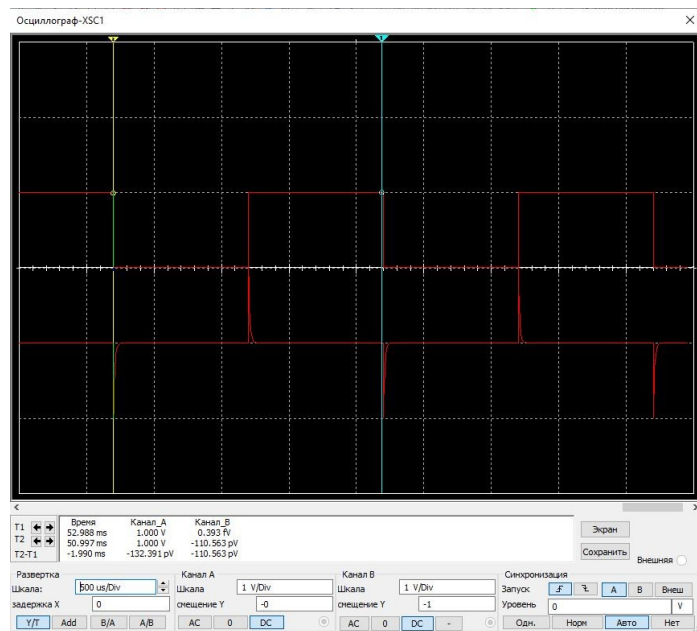 Осциллограф-XSC1
T1
T2
T2-T1
Время Канал_A Канал_B
52.988 ms 1.000 V 0.393 fV
50.997 ms 1.000 V -110.563 pV
-1.990 ms -132.391 pV -110.563 pV
Экран
Сохранить
Внешняя
Развертка
Шкала: 500 us/Div
задержка X 0
Y/T Add B/A A/B
Канал A
Шкала 1 V/Div
смещение Y -0
AC 0 DC
Канал B
Шкала 1 V/Div
смещение Y -1
AC 0 DC -
Синхронизация
Запуск A B Внеш
Уровень 0 V
Одн. Норм Авто Нет